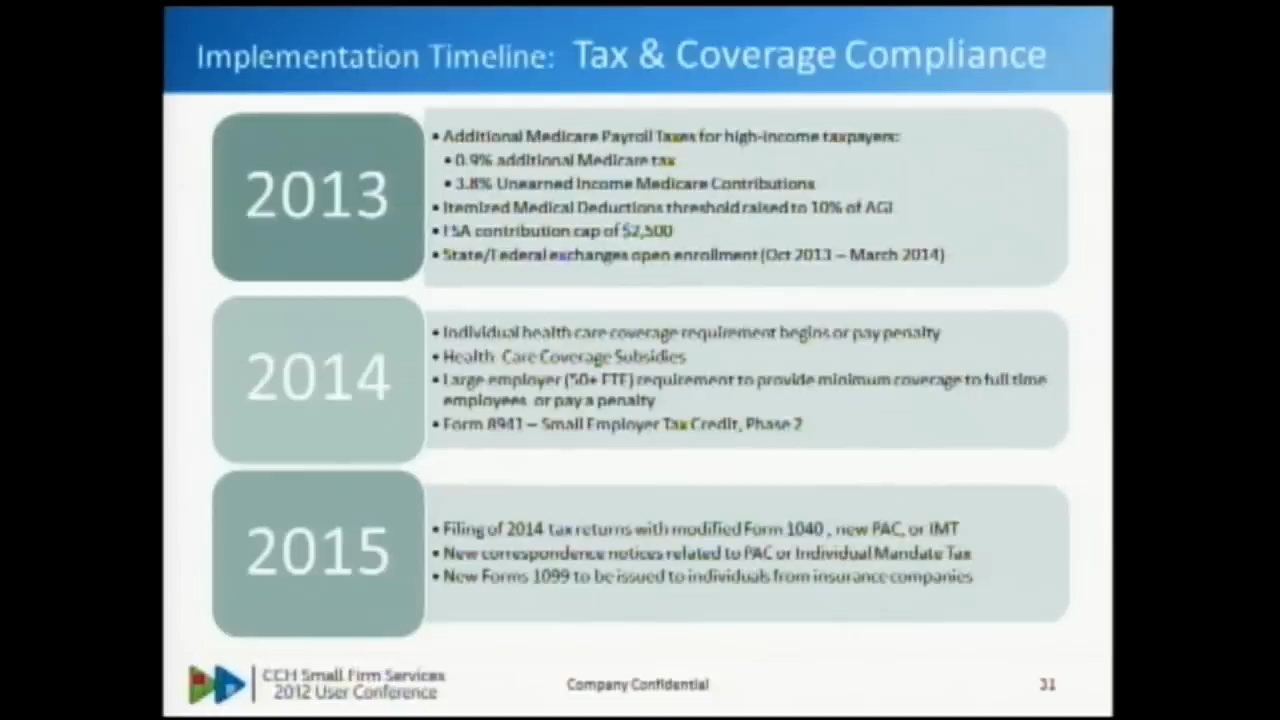 Implementation Timeline: Tax & Coverage Compliance
2013
• Additional Medicare Payroll Taxes for high-income taxpayers:
• 0.9% additional Medicare tax
• 3.8% Unearned Income Medicare Contributions
• Itemized Medical Deductions threshold raised to 10% of AGI
• FSA contribution cap of $2,500
• State/Federal exchanges open enrollment (Oct 2013 – March 2014)
2014
• Individual health care coverage requirement begins or pay penalty
• Health Care Coverage Subsidies
• Large employer (50+ FTE) requirement to provide minimum coverage to full time
employees or pay a penalty
• Form 8941 – Small Employer Tax Credit, Phase 2
2015
• Filing of 2014 tax returns with modified Form 1040 , new PAC, or IMT
• New correspondence notices related to PAC or Individual Mandate Tax
• New Forms 1099 to be issued to individuals from insurance companies
CCH Small Firm Services
2012 User Conference
Company Confidential
31